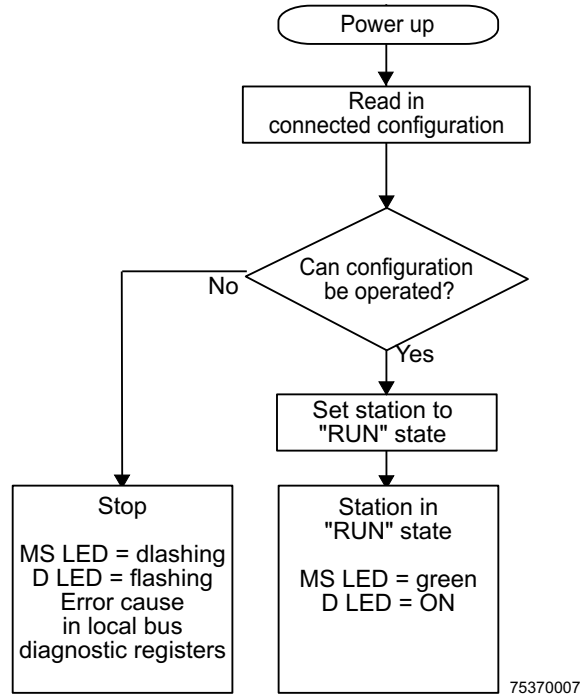 Power up
Read in
connected configuration
Can configuration
be operated?
No
Yes
Set station to
"RUN" state
Stop
MS LED = dlashing
D LED = flashing
Error cause
in local bus
diagnostic registers
Station in
"RUN" state
MS LED = green
D LED = ON
75370007